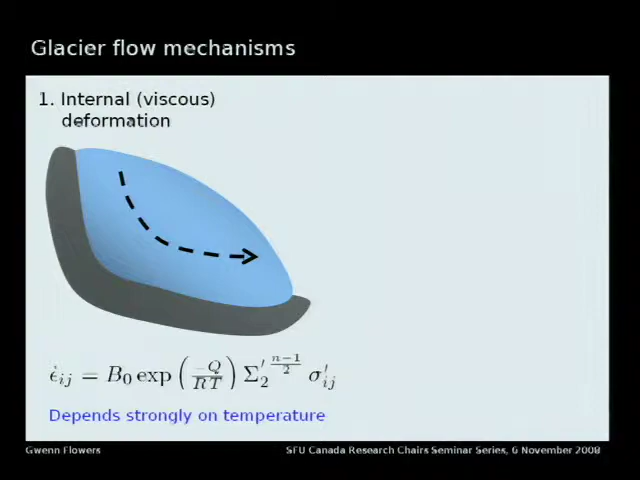 Glacier flow mechanisms
1. Internal (viscous)
deformation
ϵ̇ij = B0 exp (−Q/RT) Σ′2^(n−1)/2 σ′ij
Depends strongly on temperature
Gwenn Flowers
SFU Canada Research Chairs Seminar Series, 6 November 2008